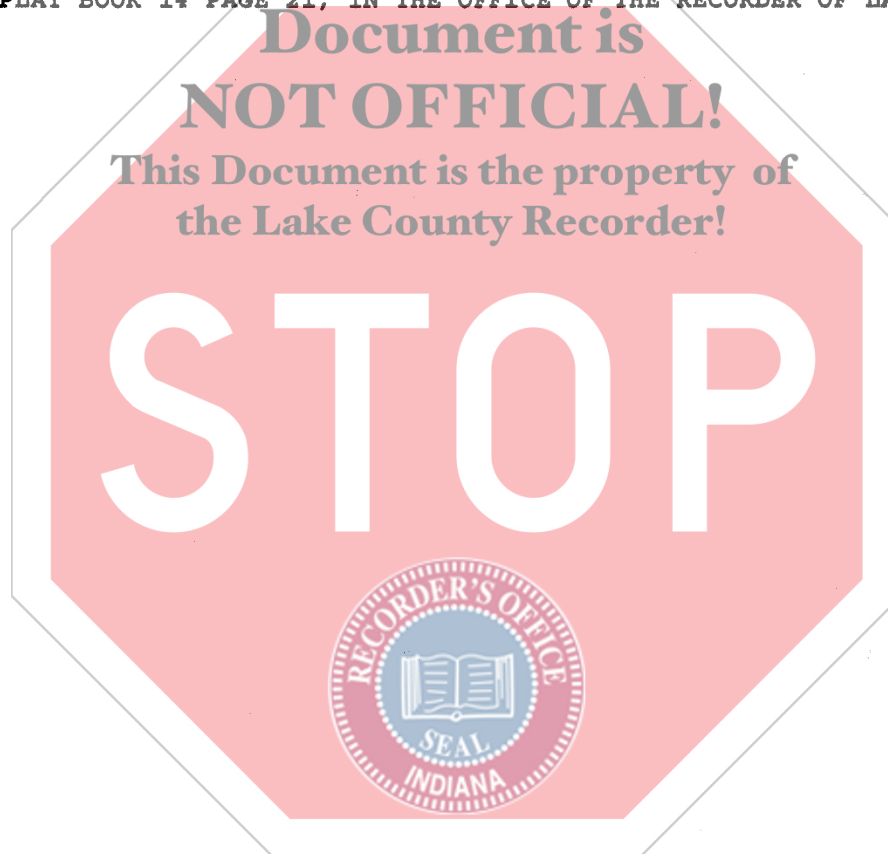 PLAT BOOK 14 PAGE 21, IN THE OFFICE OF THE RECORDER OF LA
Document is
NOT OFFICIAL!
This Document is the property of
the Lake County Recorder!
STOP
RECORDER'S OFFICE
SEAL
INDIANA